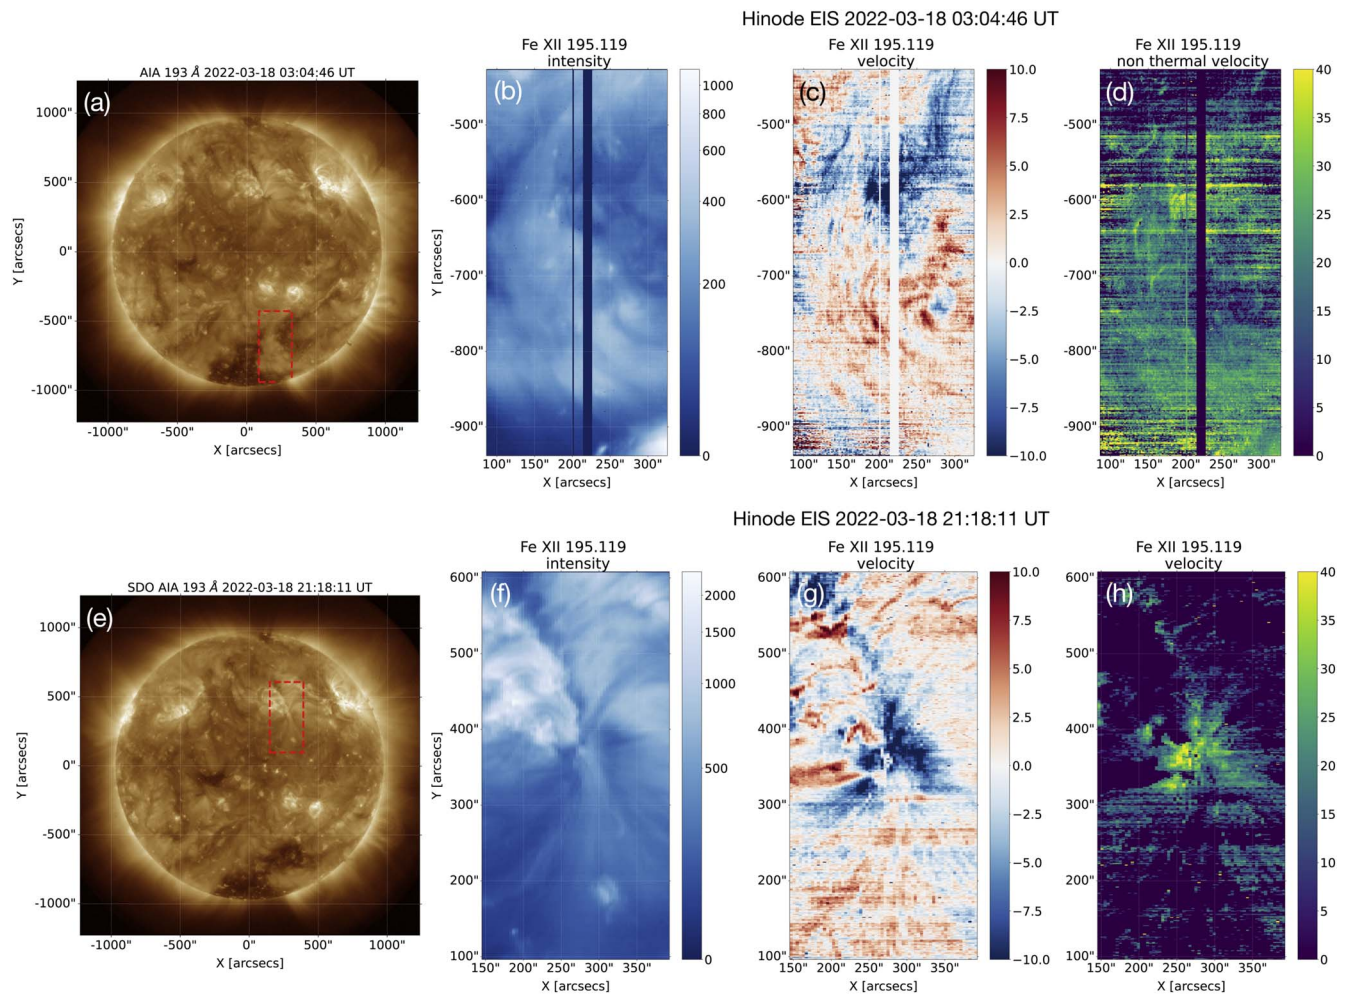 Hinode EIS 2022-03-18 03:04:46 UT
AIA 193 Å 2022-03-18 03:04:46 UT
(a)
1000"
500"
0"
-500"
-1000"
Y [arcsecs]
-1000" -500" 0" 500" 1000"
X [arcsecs]
Fe XII 195.119
intensity
(b)
-500"
-600"
-700"
-800"
-900"
Y [arcsecs]
100" 150" 200" 250" 300"
X [arcsecs]
1000
800
600
400
200
0
Fe XII 195.119
velocity
(c)
-500"
-600"
-700"
-800"
-900"
100" 150" 200" 250" 300"
X [arcsecs]
10.0
7.5
5.0
2.5
0.0
−2.5
−5.0
−7.5
−10.0
Fe XII 195.119
non thermal velocity
(d)
-500"
-600"
-700"
-800"
-900"
100" 150" 200" 250" 300"
X [arcsecs]
40
35
30
25
20
15
10
5
0
Hinode EIS 2022-03-18 21:18:11 UT
SDO AIA 193 Å 2022-03-18 21:18:11 UT
(e)
1000"
500"
0"
-500"
-1000"
Y [arcsecs]
-1000" -500" 0" 500" 1000"
X [arcsecs]
Fe XII 195.119
intensity
(f)
600"
500"
400"
300"
200"
100"
Y [arcsecs]
150" 200" 250" 300" 350"
X [arcsecs]
2000
1500
1000
500
0
Fe XII 195.119
velocity
(g)
600"
500"
400"
300"
200"
100"
150" 200" 250" 300" 350"
X [arcsecs]
10.0
7.5
5.0
2.5
0.0
−2.5
−5.0
−7.5
−10.0
Fe XII 195.119
velocity
(h)
600"
500"
400"
300"
200"
100"
150" 200" 250" 300" 350"
X [arcsecs]
40
35
30
25
20
15
10
5
0